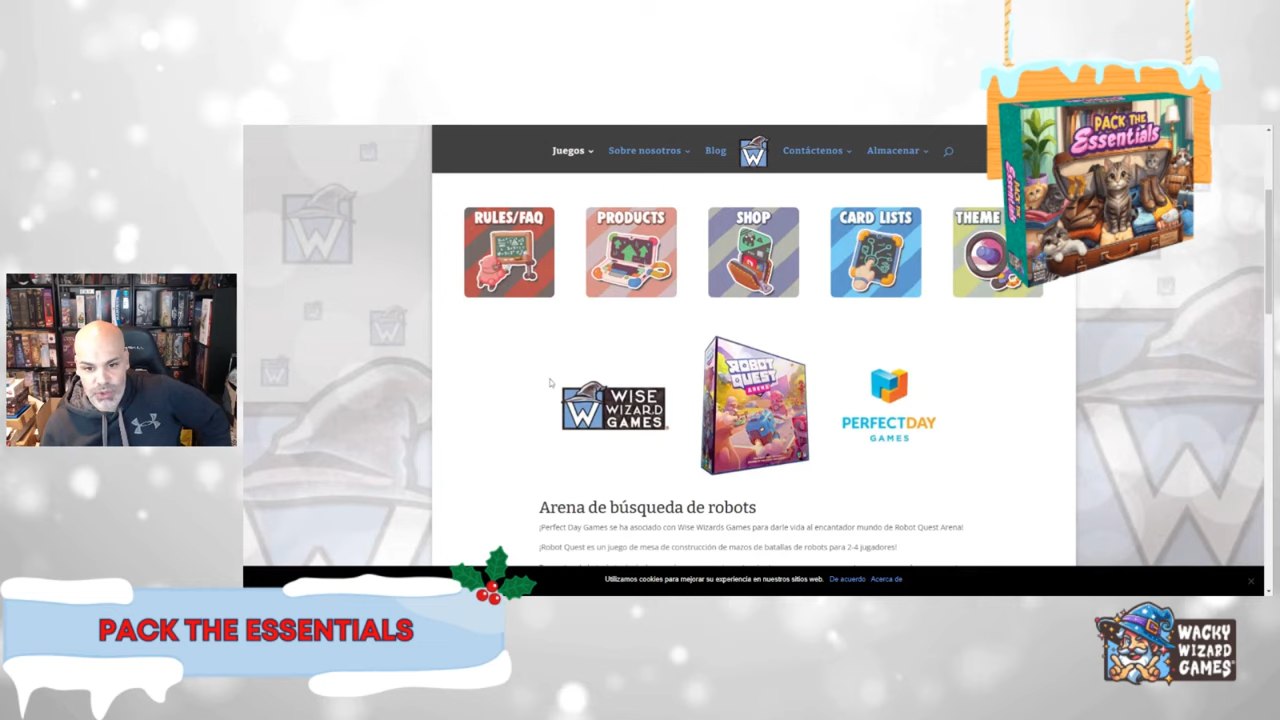 PACK THE
Essentials
Juegos
Sobre nosotros
Blog
W
Contáctenos
Almacenar
RULES/FAQ
PRODUCTS
SHOP
CARD LISTS
THEME
W
WISE
WIZARD
GAMES
ROBOT
QUEST
ARENA
PERFECTDAY
GAMES
Arena de búsqueda de robots
¡Perfect Day Games se ha asociado con Wise Wizards Games para darle vida al encantador mundo de Robot Quest Arena!
¡Robot Quest es un juego de mesa de construcción de mazos de batallas de robots para 2-4 jugadores!
Utilizamos cookies para mejorar su experiencia en nuestros sitios web.
De acuerdo
Acerca de
PACK THE ESSENTIALS
WACKY
WIZARD
GAMES